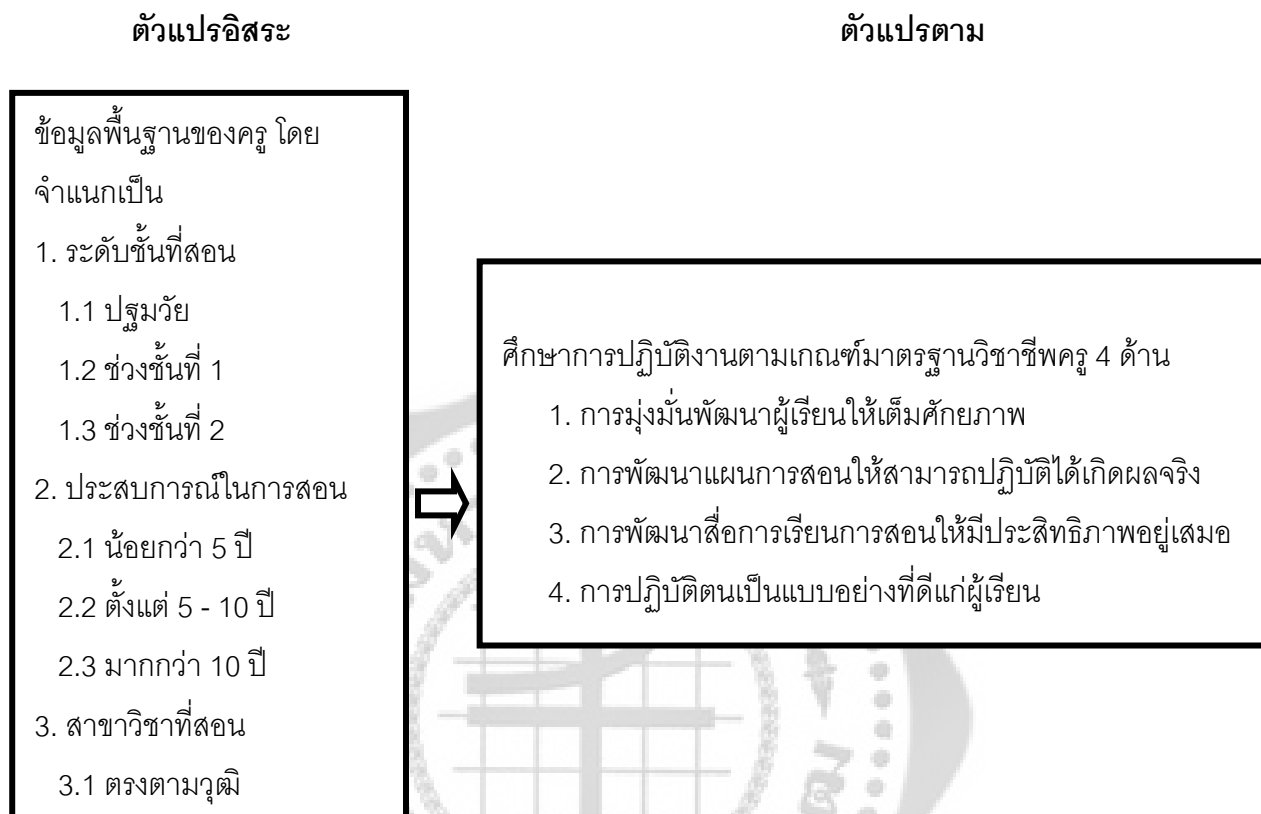 ตัวแปรอิสระ
ตัวแปรตาม
ข้อมูลพื้นฐานของครู โดย
จำแนกเป็น
1. ระดับชั้นที่สอน
1.1 ปฐมวัย
1.2 ช่วงชั้นที่ 1
1.3 ช่วงชั้นที่ 2
2. ประสบการณ์ในการสอน
2.1 น้อยกว่า 5 ปี
2.2 ตั้งแต่ 5 - 10 ปี
2.3 มากกว่า 10 ปี
3. สาขาวิชาที่สอน
3.1 ตรงตามวุฒิ
ศึกษาการปฏิบัติงานตามเกณฑ์มาตรฐานวิชาชีพครู 4 ด้าน
1. การมุ่งมั่นพัฒนาผู้เรียนให้เต็มศักยภาพ
2. การพัฒนาแผนการสอนให้สามารถปฏิบัติได้เกิดผลจริง
3. การพัฒนาสื่อการเรียนการสอนให้มีประสิทธิภาพอยู่เสมอ
4. การปฏิบัติตนเป็นแบบอย่างที่ดีแก่ผู้เรียน